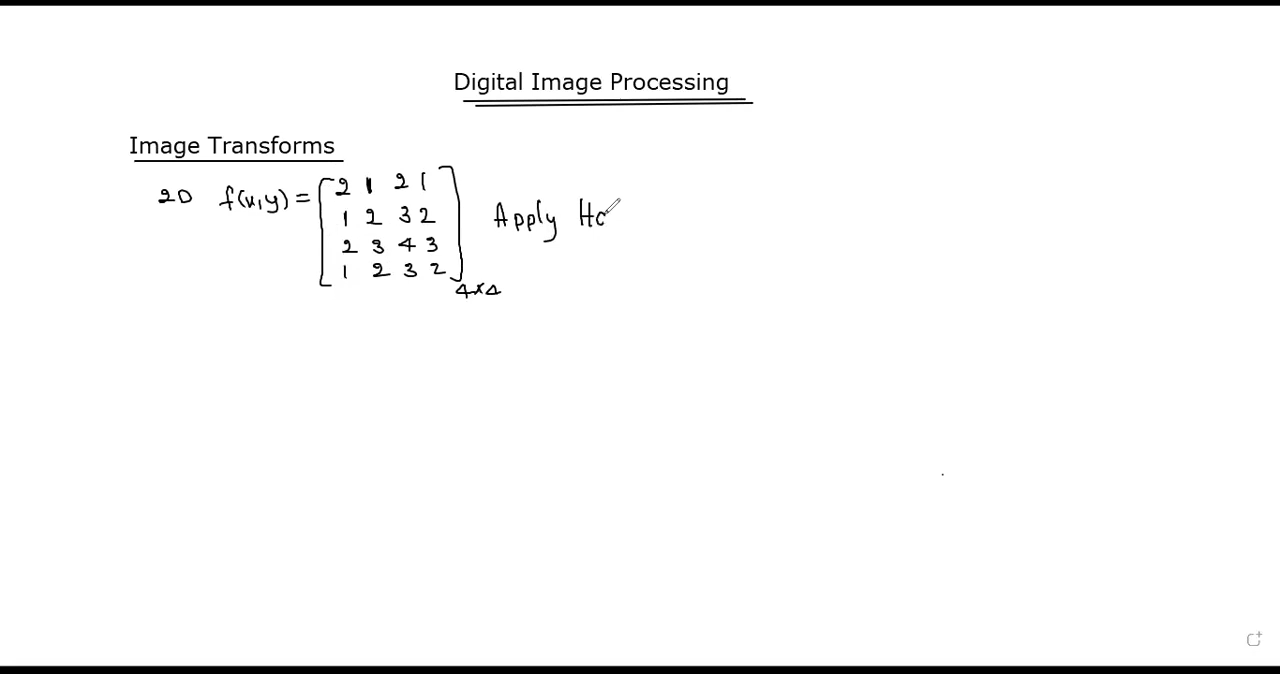 Digital Image Processing
Image Transforms
2D f(x,y) = 2 1 2 1
1 2 3 2
2 3 4 3
1 2 3 2
4×4
Apply Ha